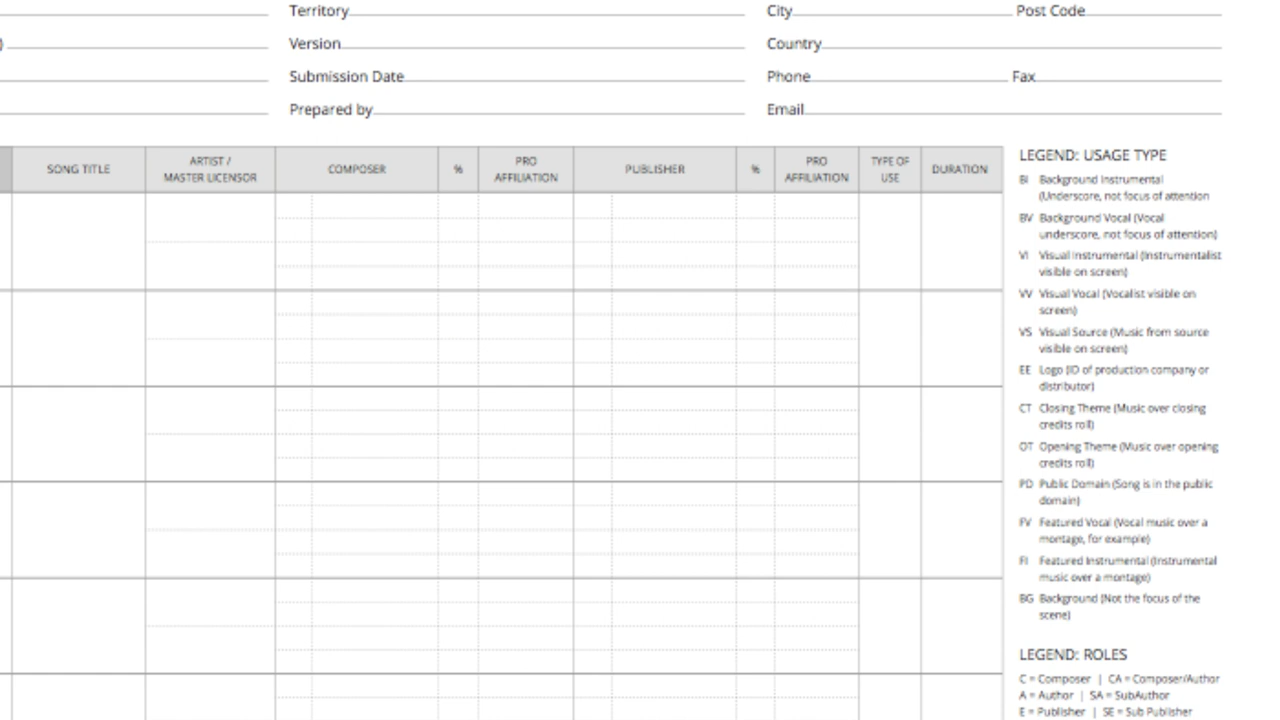 Territory City Post Code
) Version Country
Submission Date Phone Fax
Prepared by Email
SONG TITLE ARTIST / MASTER LICENSOR COMPOSER % PRO AFFILIATION PUBLISHER % PRO AFFILIATION TYPE OF USE DURATION
LEGEND: USAGE TYPE
BI Background Instrumental
(Underscore, not focus of attention
BV Background Vocal (Vocal
underscore, not focus of attention)
VI Visual Instrumental (Instrumentalist
visible on screen)
VV Visual Vocal (Vocalist visible on
screen)
VS Visual Source (Music from source
visible on screen)
EE Logo (ID of production company or
distributor)
CT Closing Theme (Music over closing
credits roll)
OT Opening Theme (Music over opening
credits roll)
PD Public Domain (Song is in the public
domain)
FV Featured Vocal (Vocal music over a
montage, for example)
FI Featured Instrumental (Instrumental
music over a montage)
BG Background (Not the focus of the
scene)
LEGEND: ROLES
C = Composer | CA = Composer/Author
A = Author | SA = SubAuthor
E = Publisher | SE = Sub Publisher